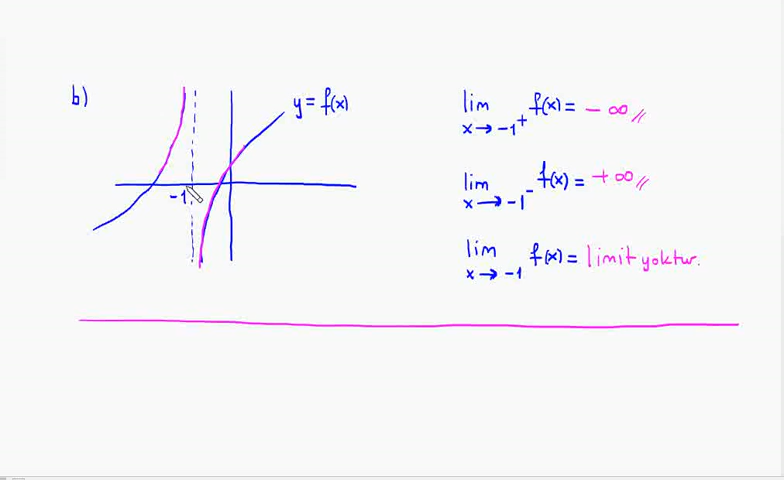 b)
y = f(x)
-1
lim f(x) = - ∞
x → -1⁺
lim f(x) = + ∞
x → -1⁻
lim f(x) = limit yoktur.
x → -1